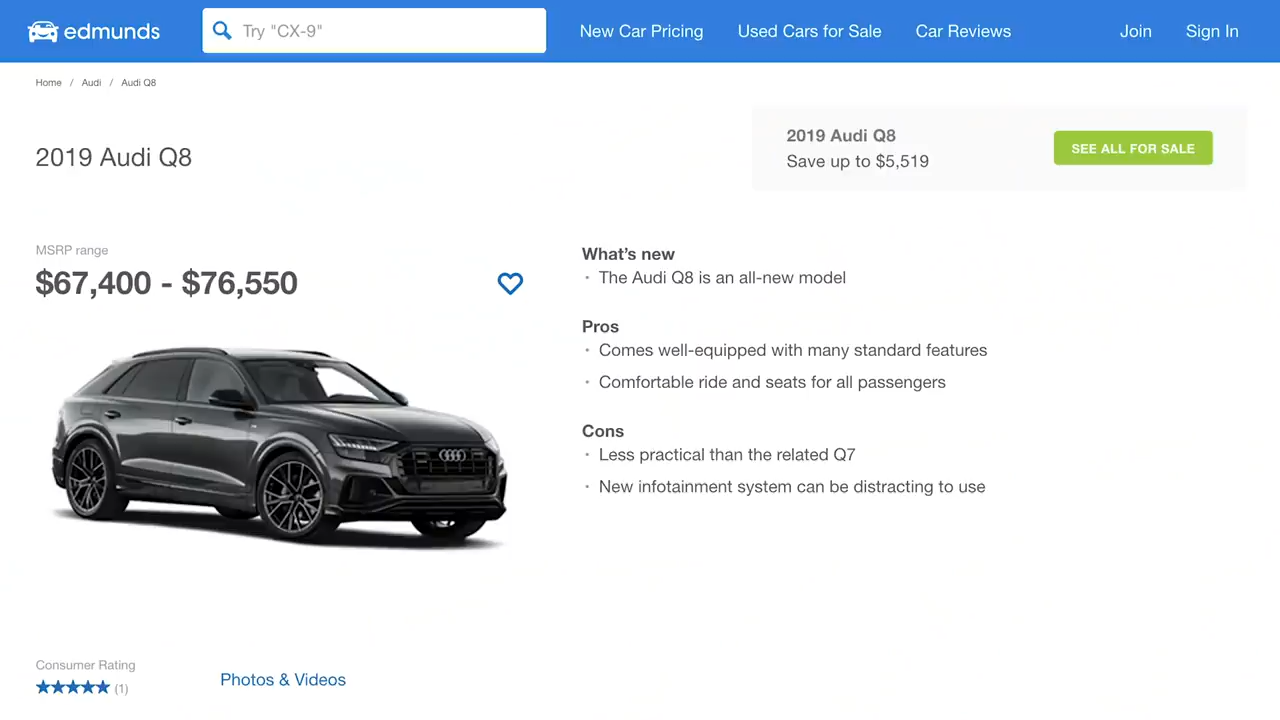 edmunds
Try "CX-9"
New Car Pricing
Used Cars for Sale
Car Reviews
Join
Sign In
Home / Audi / Audi Q8
2019 Audi Q8
2019 Audi Q8
Save up to $5,519
SEE ALL FOR SALE
MSRP range
$67,400 - $76,550
What's new
· The Audi Q8 is an all-new model
Pros
· Comes well-equipped with many standard features
· Comfortable ride and seats for all passengers
Cons
· Less practical than the related Q7
· New infotainment system can be distracting to use
Consumer Rating
(1)
Photos & Videos